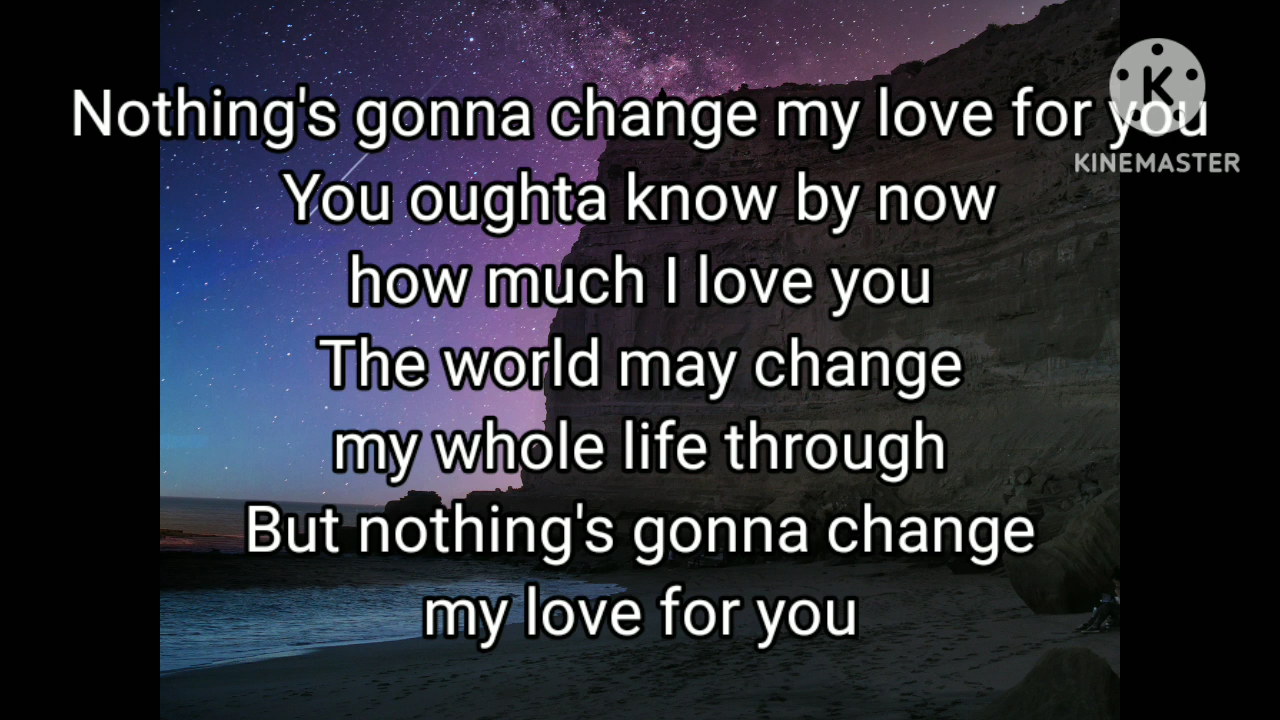 Nothing's gonna change my love for you
You oughta know by now
how much I love you
The world may change
my whole life through
But nothing's gonna change
my love for you
K
KINEMASTER